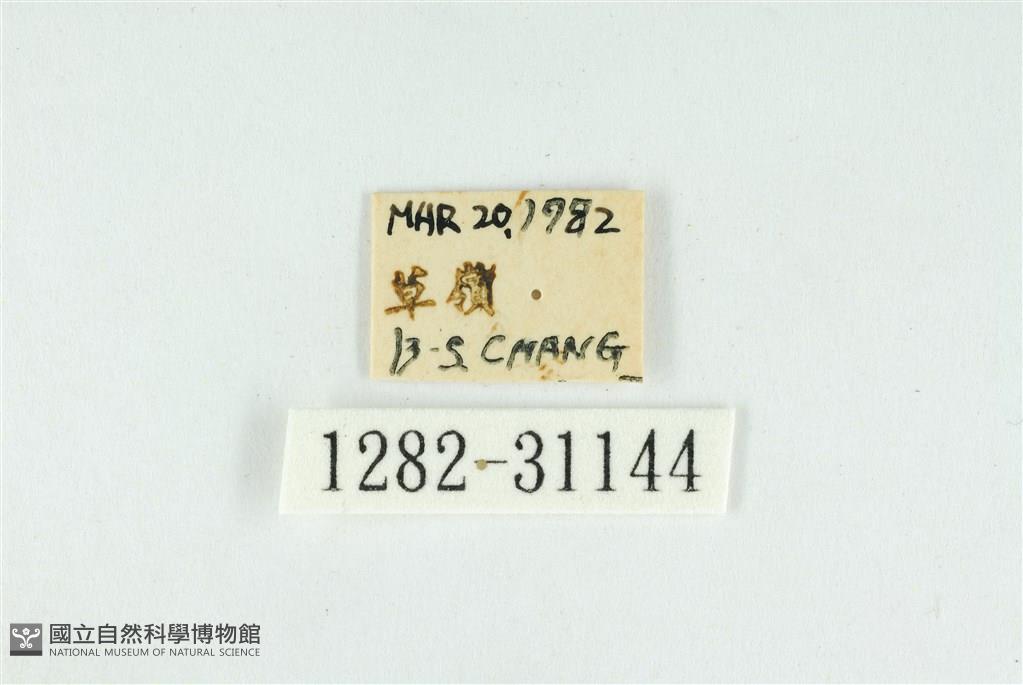 MAR 20, 1982
草嶺
B-S CHANG
1282-31144
國立自然科學博物館
NATIONAL MUSEUM OF NATURAL SCIENCE